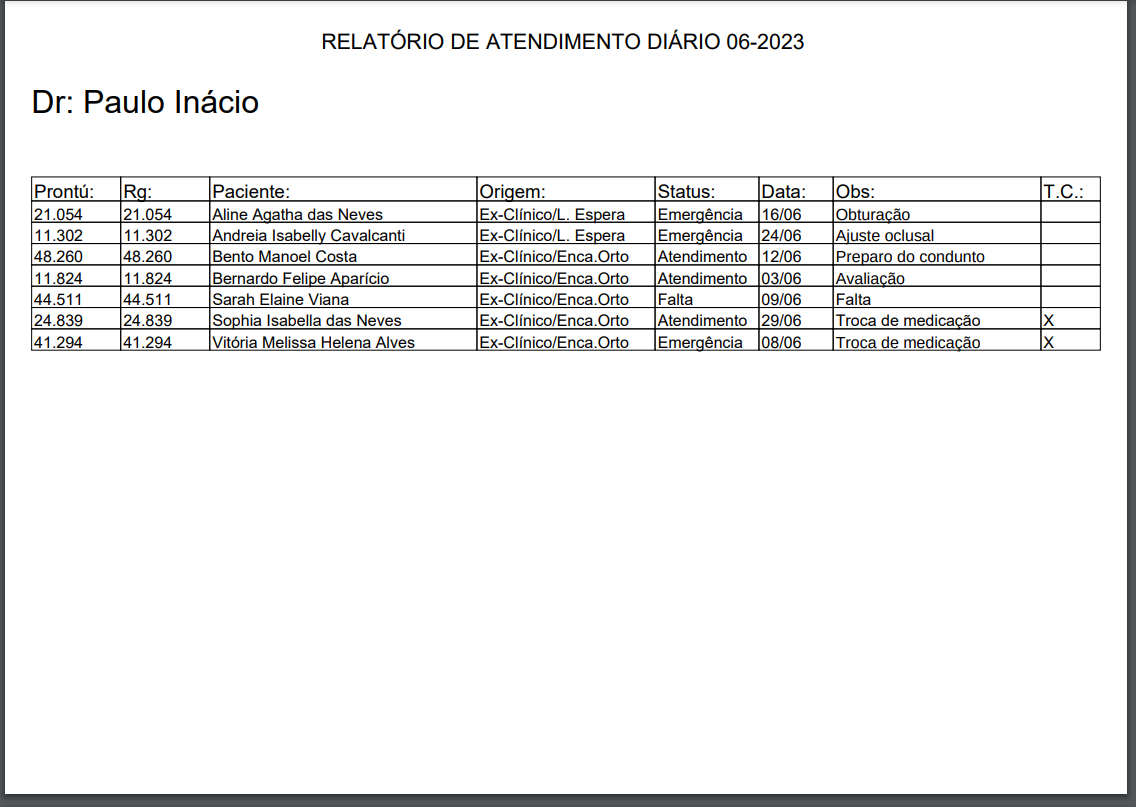 RELATÓRIO DE ATENDIMENTO DIÁRIO 06-2023
Dr: Paulo Inácio
Prontú: Rg: Paciente: Origem: Status: Data: Obs: T.C.:
21.054 21.054 Aline Agatha das Neves Ex-Clínico/L. Espera Emergência 16/06 Obturação
11.302 11.302 Andreia Isabelly Cavalcanti Ex-Clínico/L. Espera Emergência 24/06 Ajuste oclusal
48.260 48.260 Bento Manoel Costa Ex-Clínico/Enca.Orto Atendimento 12/06 Preparo do condunto
11.824 11.824 Bernardo Felipe Aparício Ex-Clínico/Enca.Orto Atendimento 03/06 Avaliação
44.511 44.511 Sarah Elaine Viana Ex-Clínico/Enca.Orto Falta 09/06 Falta
24.839 24.839 Sophia Isabella das Neves Ex-Clínico/Enca.Orto Atendimento 29/06 Troca de medicação X
41.294 41.294 Vitória Melissa Helena Alves Ex-Clínico/Enca.Orto Emergência 08/06 Troca de medicação X